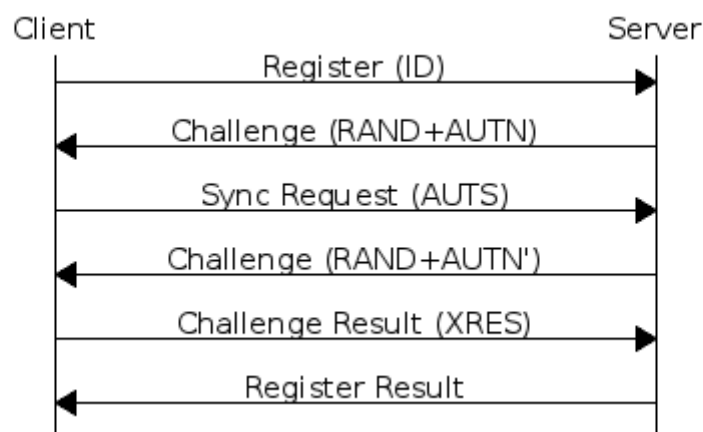 Client Server
Register (ID)
Challenge (RAND+AUTN)
Sync Request (AUTS)
Challenge (RAND+AUTN')
Challenge Result (XRES)
Register Result